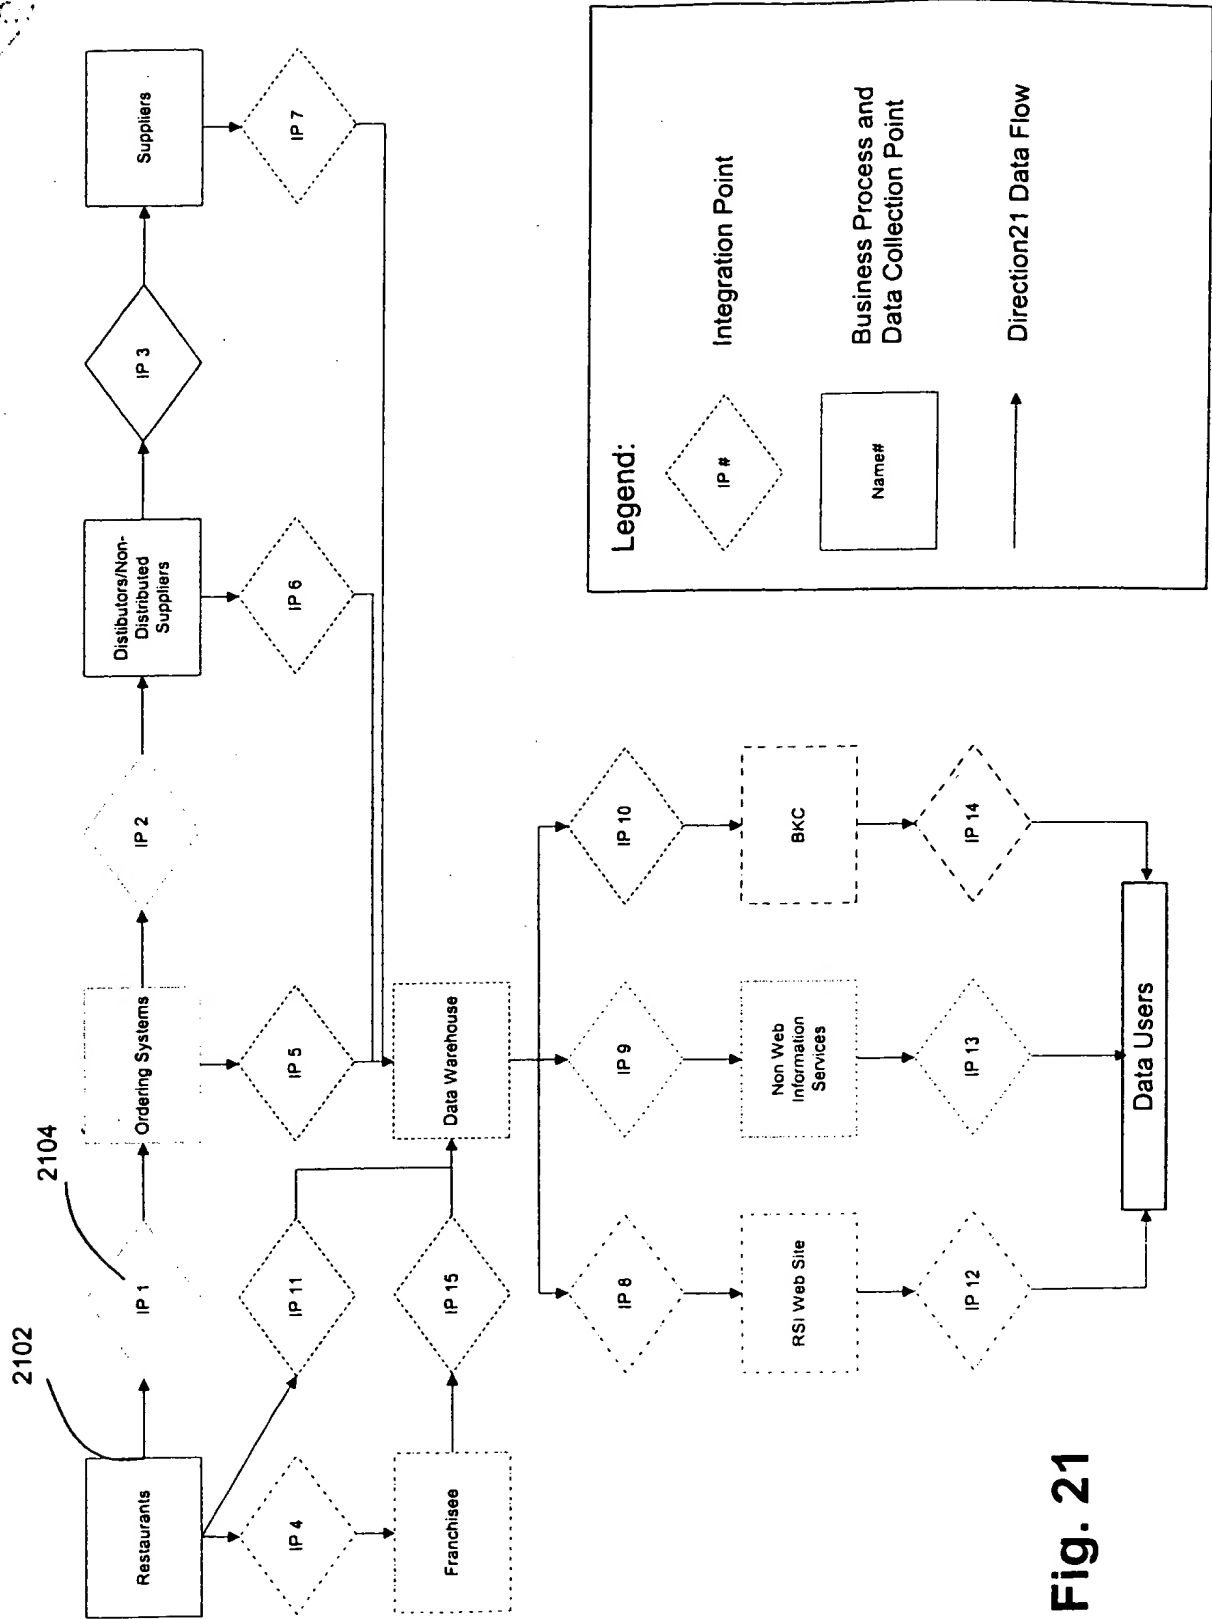 2102
2104
Restaurants
IP 1
Ordering Systems
IP 2
Distibutors/Non-
Distributed
Suppliers
IP 3
Suppliers
IP 4
IP 11
IP 5
IP 6
IP 7
Franchisee
IP 15
Data Warehouse
IP 8
IP 9
IP 10
RSI Web Site
Non Web
Information
Services
BKC
IP 12
IP 13
IP 14
Data Users
Legend:
IP #
Integration Point
Name#
Business Process and
Data Collection Point
Direction21 Data Flow
Fig. 21